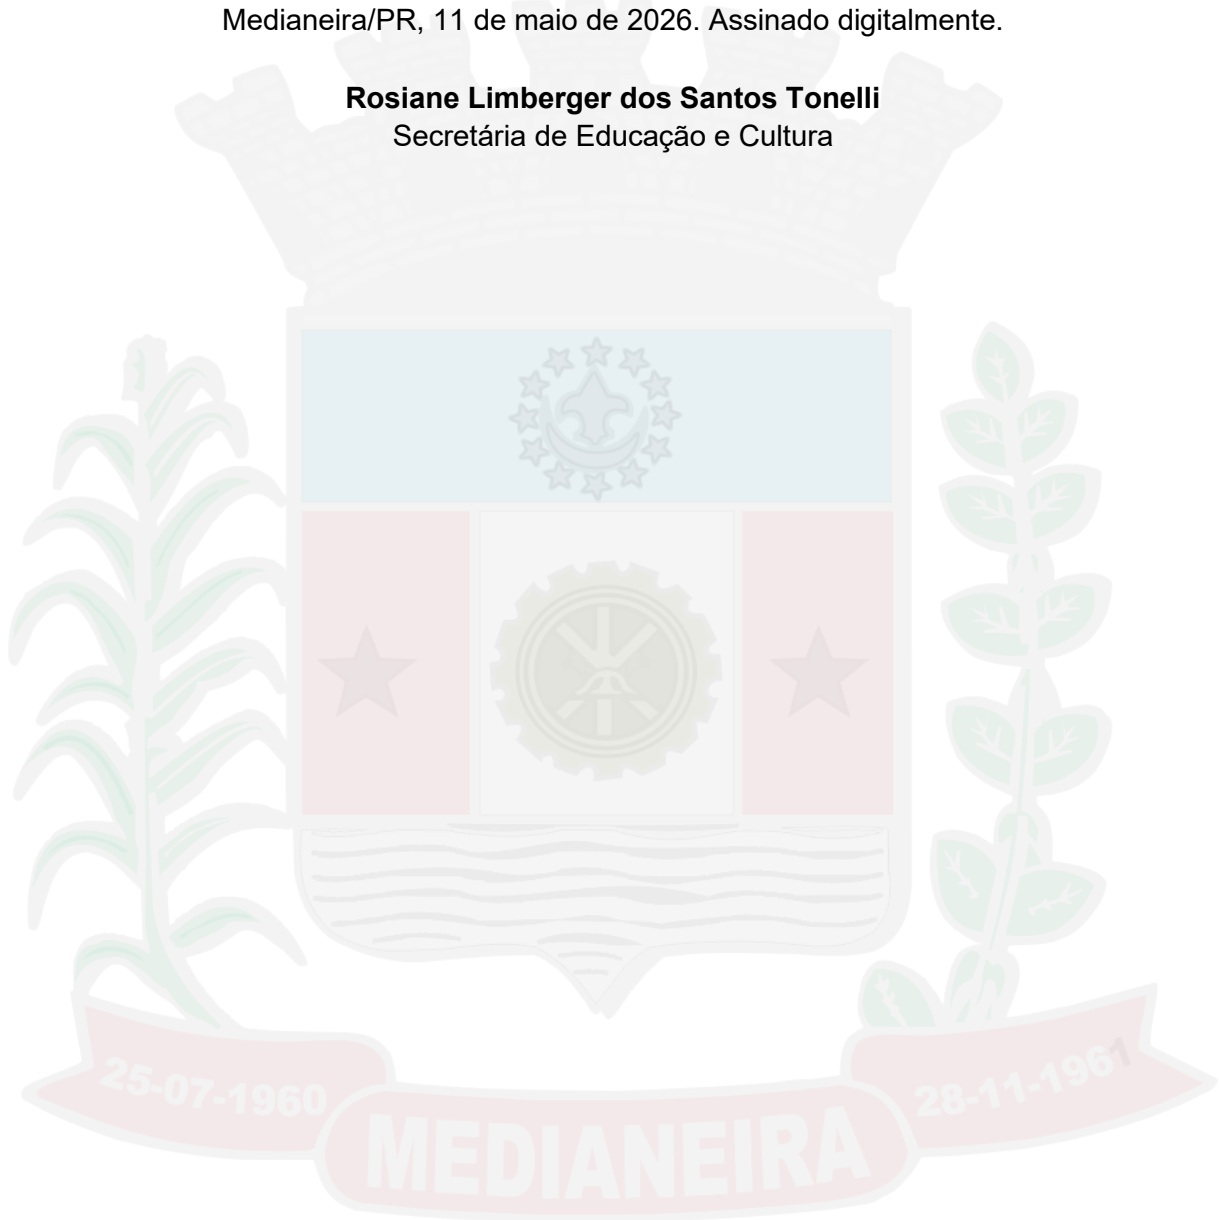 Medianeira/PR, 11 de maio de 2026. Assinado digitalmente.
Rosiane Limberger dos Santos Tonelli
Secretária de Educação e Cultura
25-07-1960
28-11-1961
MEDIANEIRA